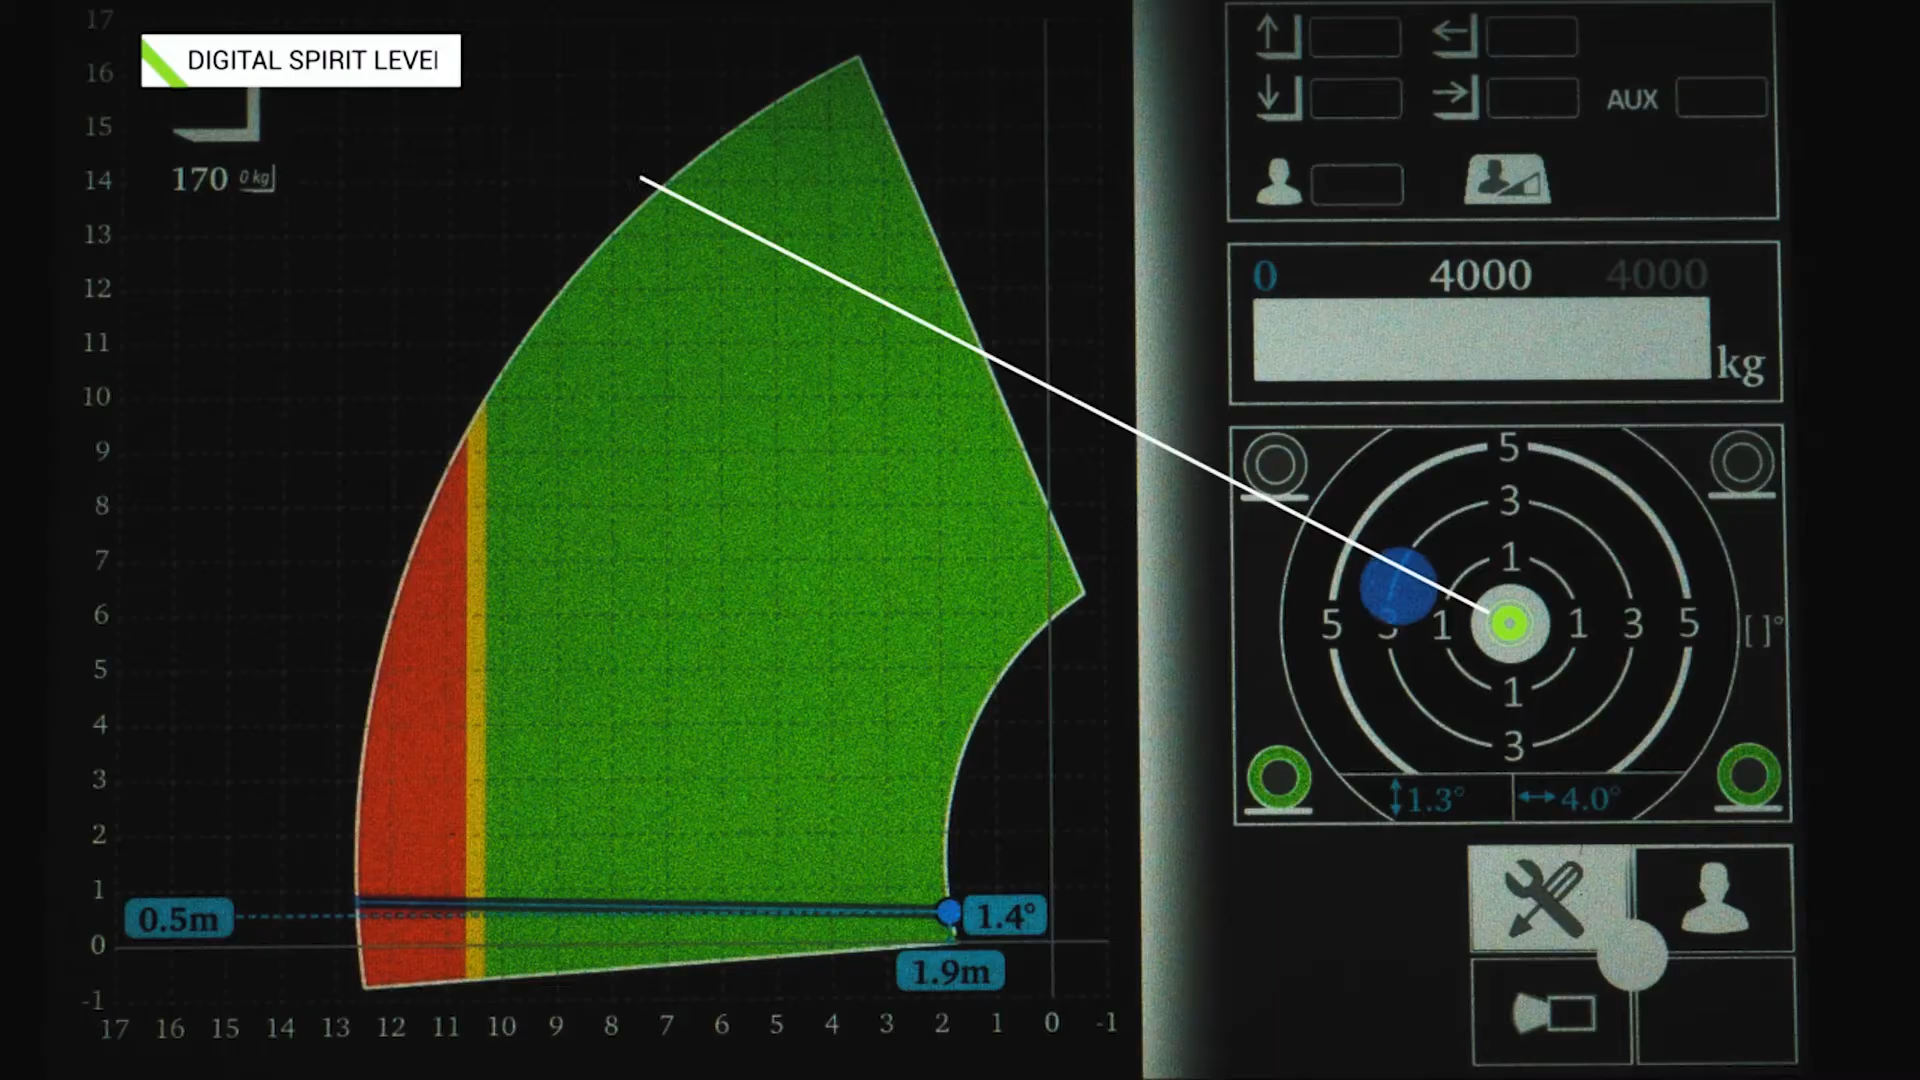 DIGITAL SPIRIT LEVEL
170 0 kg
17
16
15
14
13
12
11
10
9
8
7
6
5
4
3
2
1
0
-1
17 16 15 14 13 12 11 10 9 8 7 6 5 4 3 2 1 0 -1
0.5m
1.4°
1.9m
AUX
0 4000 4000
kg
5
3
1
5 3 1 1 3 5 [ ]°
1
3
1.3° 4.0°